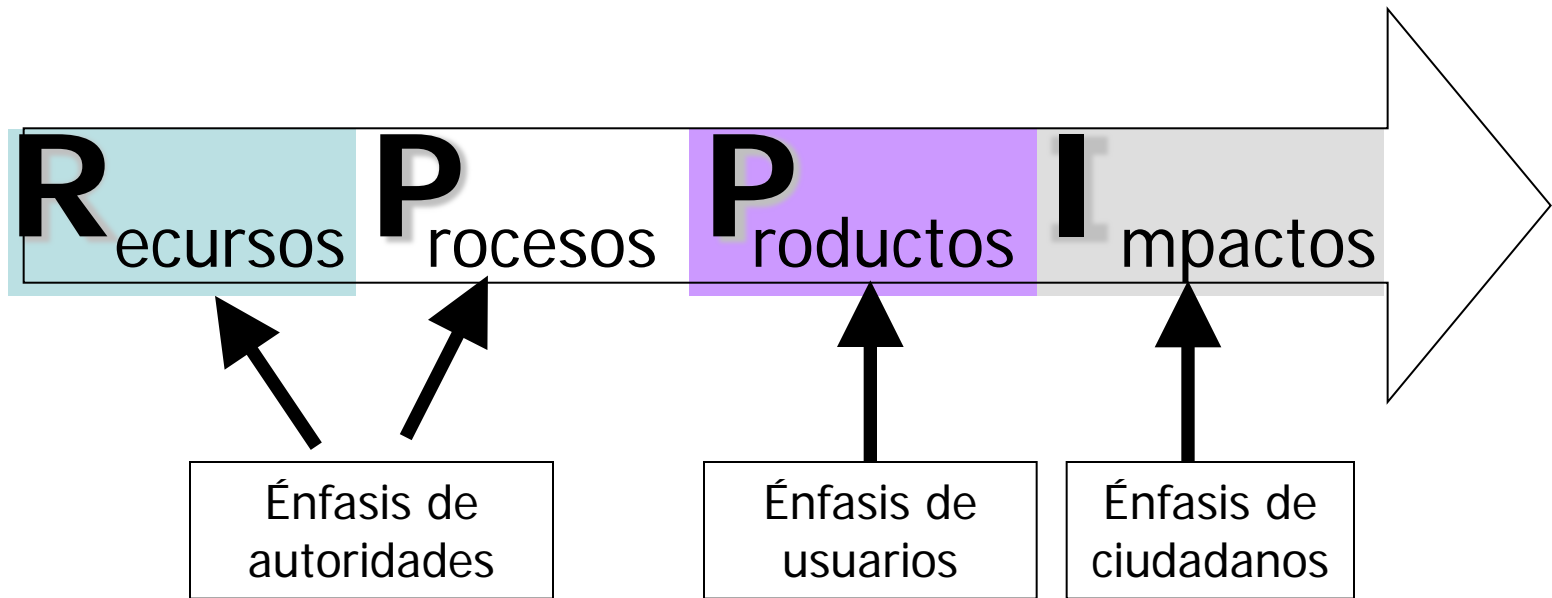 Recursos Procesos Productos Impactos
Énfasis de
autoridades
Énfasis de
usuarios
Énfasis de
ciudadanos